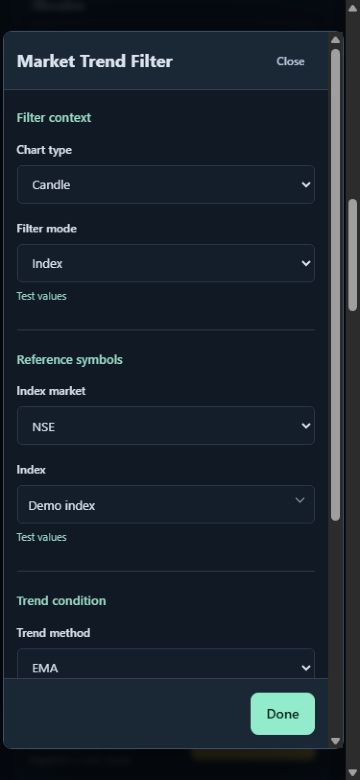 Market Trend Filter
Close
Filter context
Chart type
Candle
Filter mode
Index
Test values
Reference symbols
Index market
NSE
Index
Demo index
Test values
Trend condition
Trend method
EMA
Done